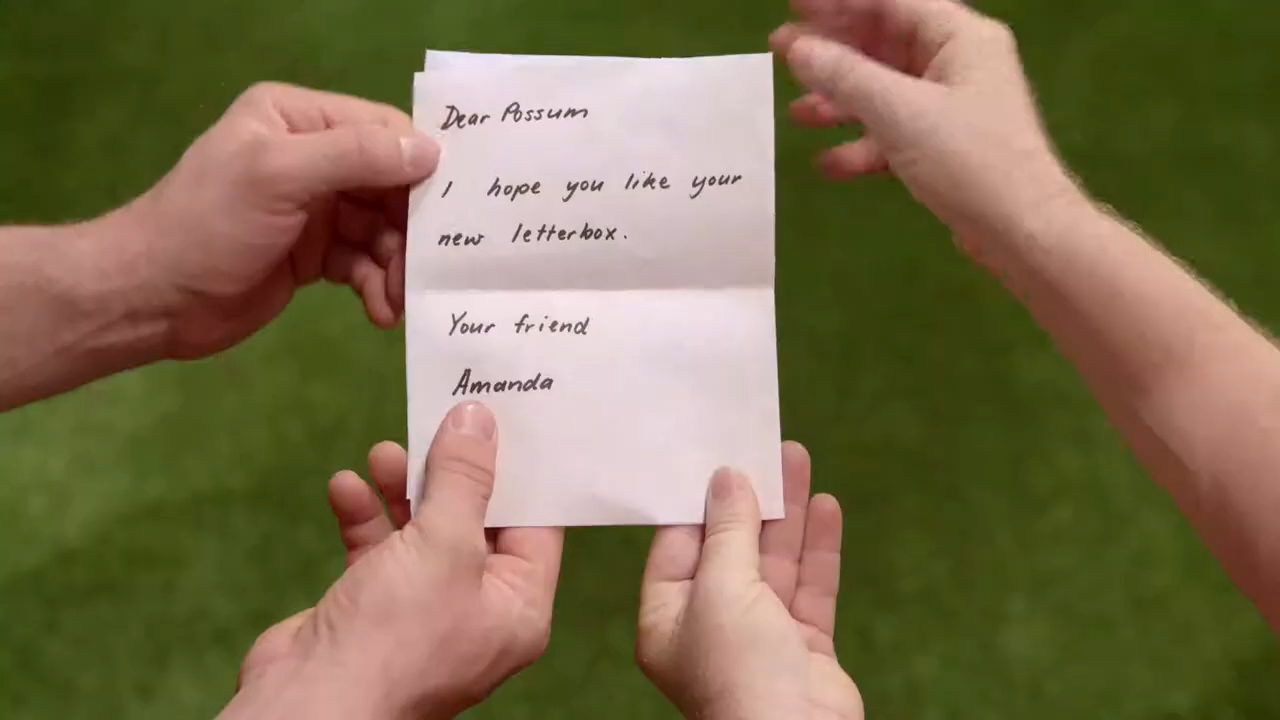 Dear Possum
I hope you like your
new letterbox.
Your friend
Amanda